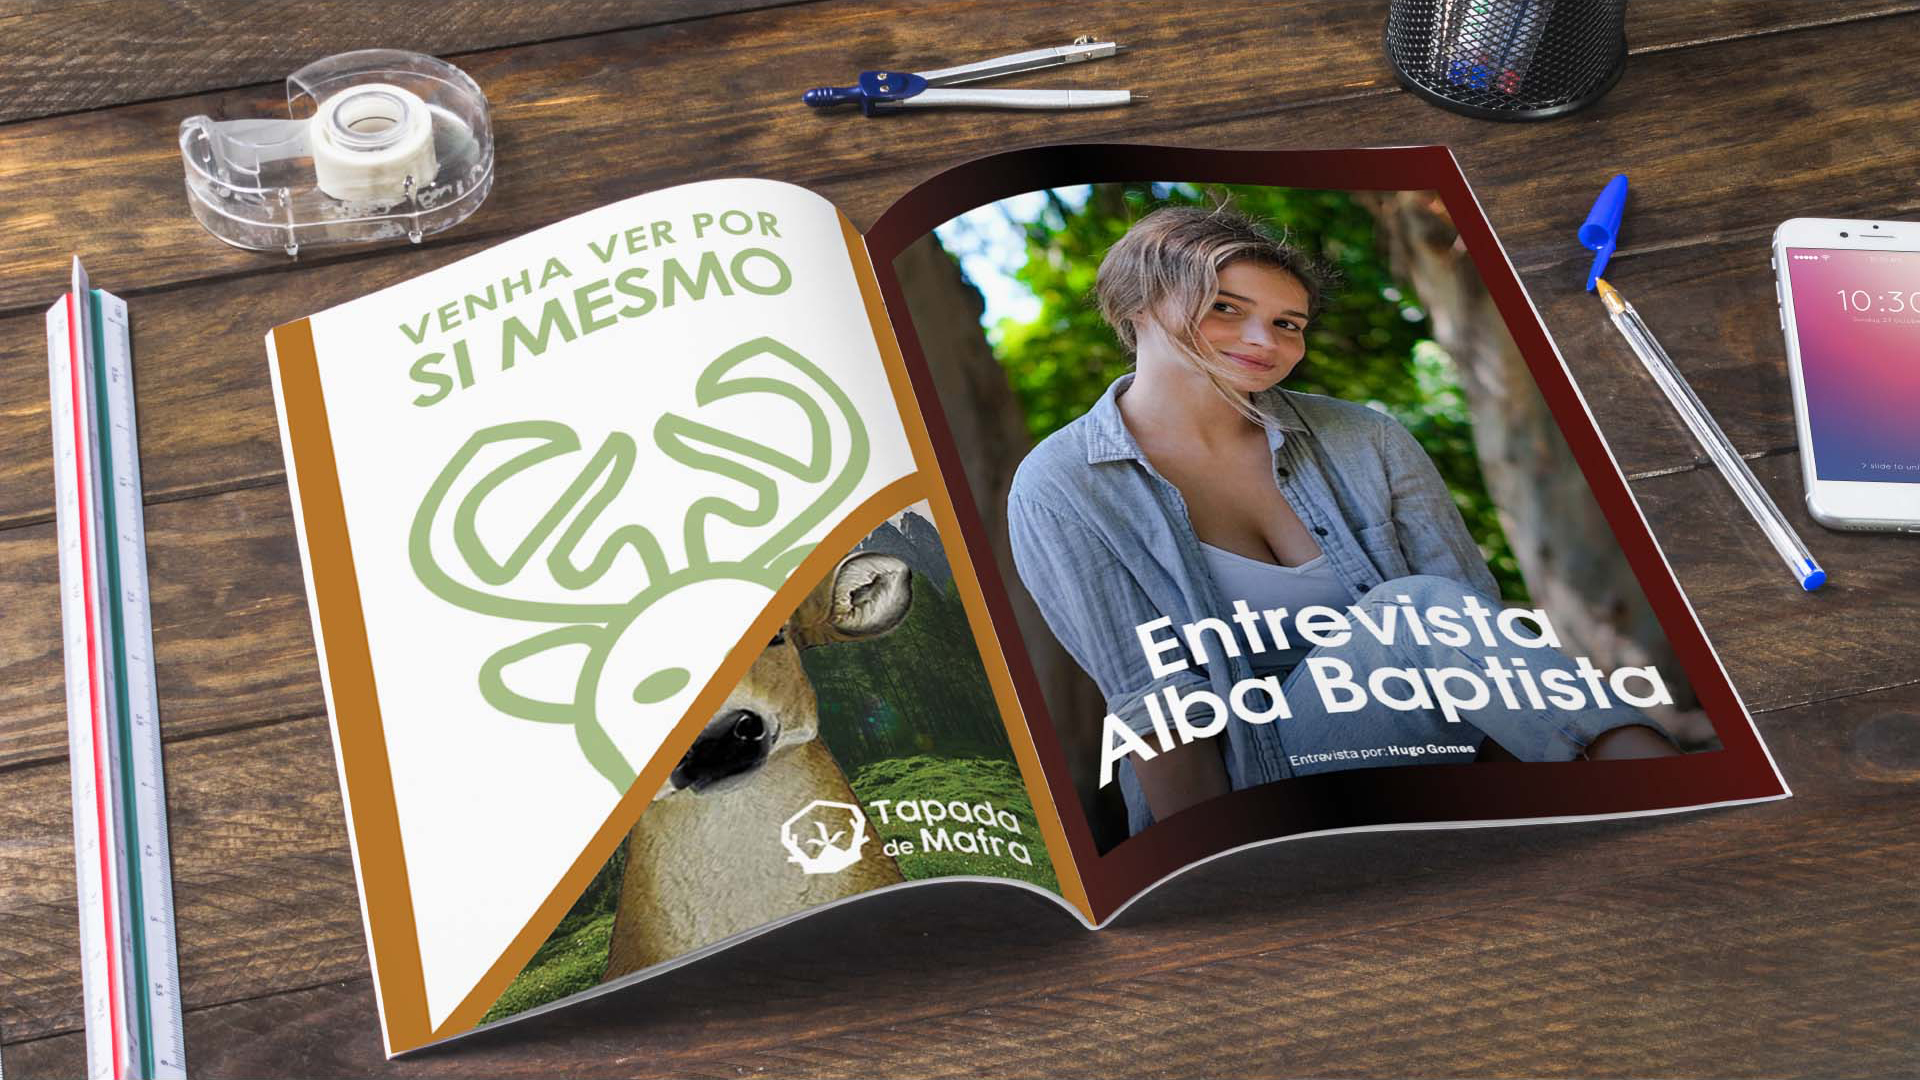 VENHA VER POR
SI MESMO
Tapada
de Mafra
Entrevista
Alba Baptista
Entrevista por: Hugo Gomes
10:30